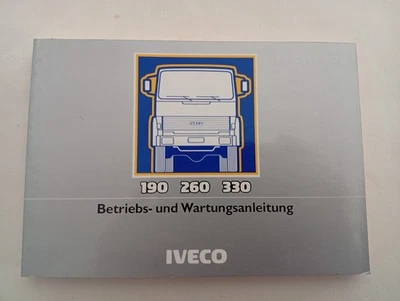 190 260 330
Betriebs- und Wartungsanleitung
IVECO